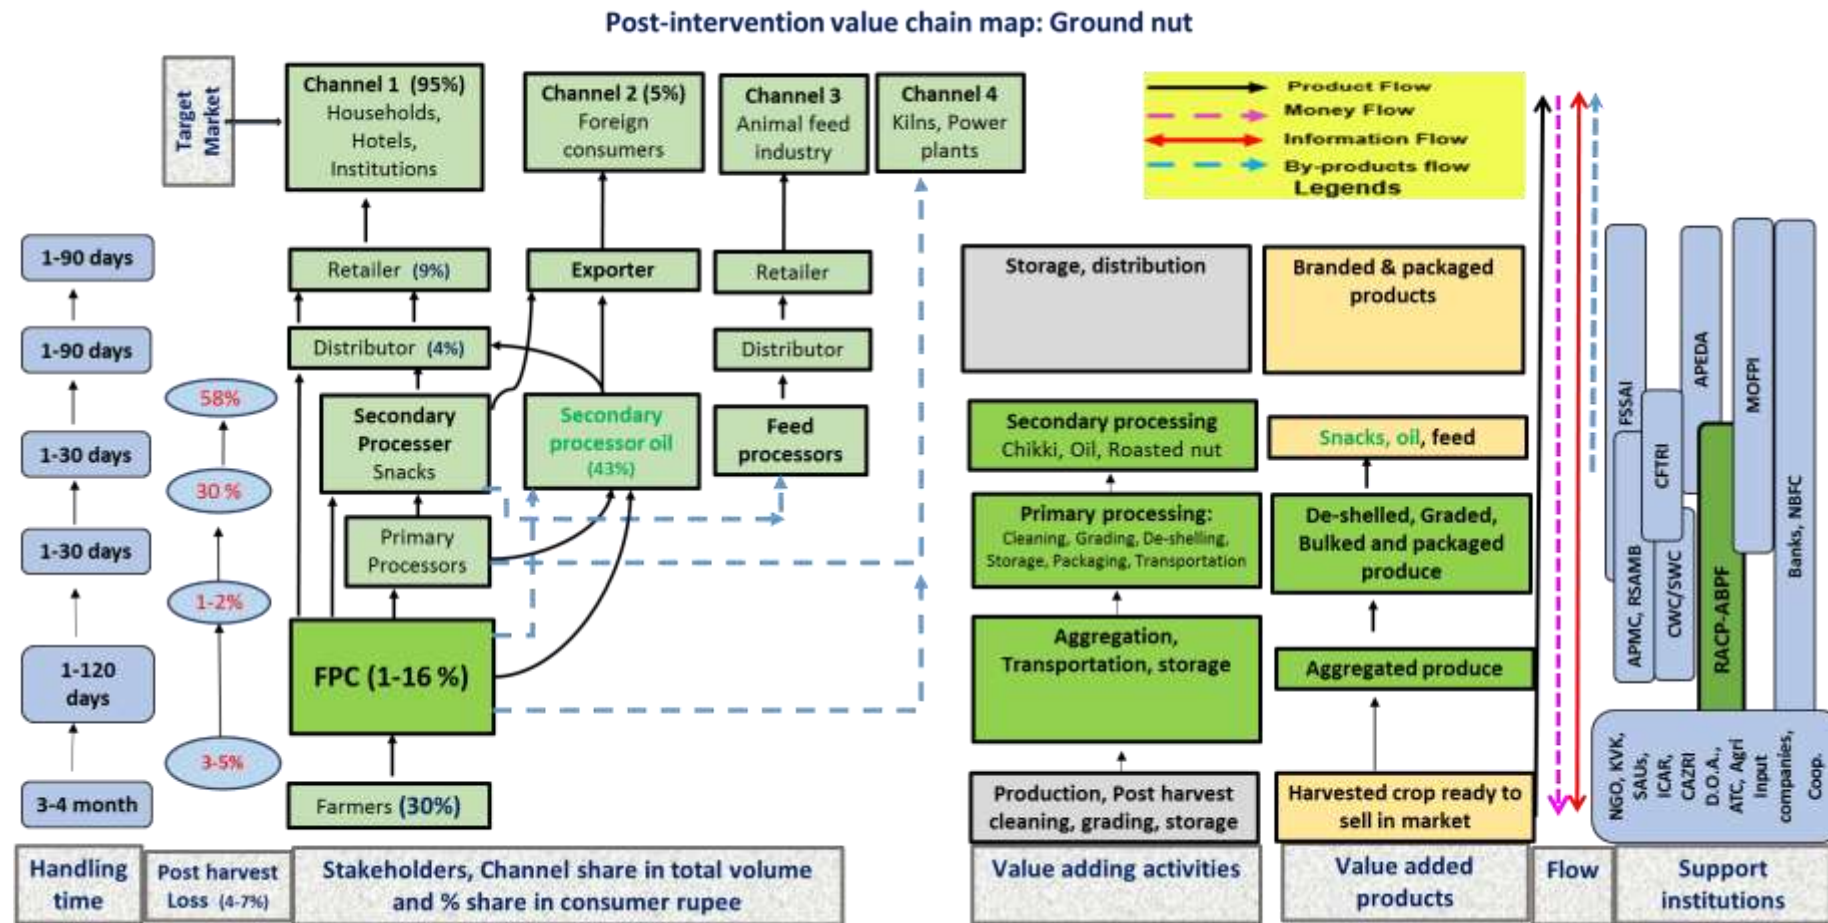 Post-intervention value chain map: Ground nut
Target
Market
Channel 1 (95%)
Households,
Hotels,
Institutions
Channel 2 (5%)
Foreign
consumers
Channel 3
Animal feed
industry
Channel 4
Kilns, Power
plants
Product Flow
Money Flow
Information Flow
By-products flow
Legends
1-90 days
1-90 days
1-30 days
1-30 days
1-120
days
3-4 month
58%
30 %
1-2%
3-5%
Retailer (9%)
Exporter
Retailer
Distributor (4%)
Distributor
Secondary
Processer
Snacks
Secondary
processor oil
(43%)
Feed
processors
Primary
Processors
FPC (1-16 %)
Farmers (30%)
Storage, distribution
Secondary processing
Chikki, Oil, Roasted nut
Primary processing:
Cleaning, Grading, De-shelling,
Storage, Packaging, Transportation
Aggregation,
Transportation, storage
Production, Post harvest
cleaning, grading, storage
Branded & packaged
products
Snacks, oil, feed
De-shelled, Graded,
Bulked and packaged
produce
Aggregated produce
Harvested crop ready to
sell in market
FSSAI
APMC, RSAMB
CFTRI
CWC/SWC
APEDA
RACP-ABPF
MOFPI
Banks, NBFC
NGO, KVK,
SAUs,
ICAR,
CAZRI
D.O.A.,
ATC, Agri
Input
companies,
Coop.
Handling
time
Post harvest
Loss (4-7%)
Stakeholders, Channel share in total volume
and % share in consumer rupee
Value adding activities
Value added
products
Flow
Support
institutions